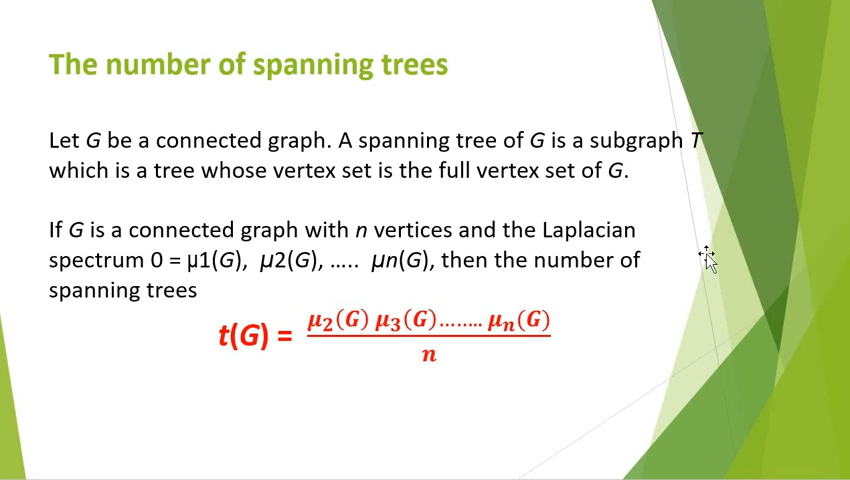 The number of spanning trees
Let G be a connected graph. A spanning tree of G is a subgraph T
which is a tree whose vertex set is the full vertex set of G.
If G is a connected graph with n vertices and the Laplacian
spectrum 0 = µ1(G), µ2(G), ….. µn(G), then the number of
spanning trees
t(G) = μ₂(G) μ₃(G)…….. μₙ(G)
n